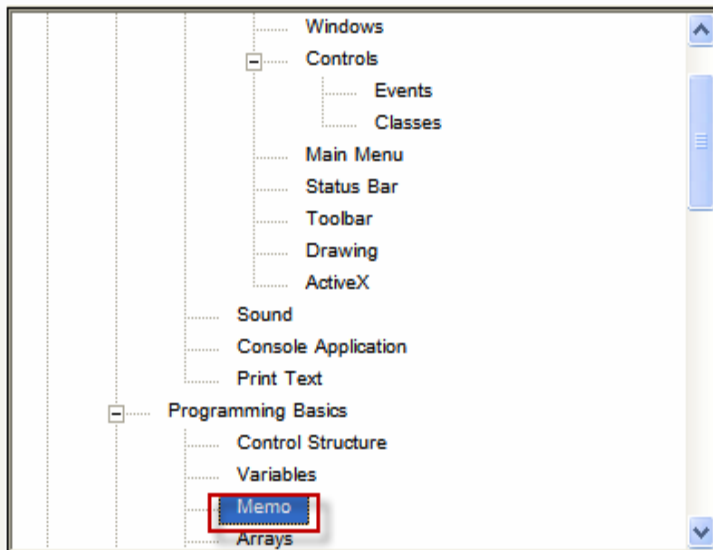 Windows
Controls
Events
Classes
Main Menu
Status Bar
Toolbar
Drawing
ActiveX
Sound
Console Application
Print Text
Programming Basics
Control Structure
Variables
Memo
Arrays